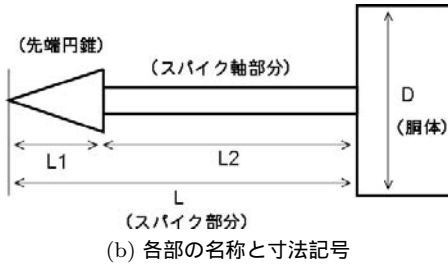 (先端円錐)
(スパイク軸部分)
D
(胴体)
L1
L2
L
(スパイク部分)
(b) 各部の名称と寸法記号